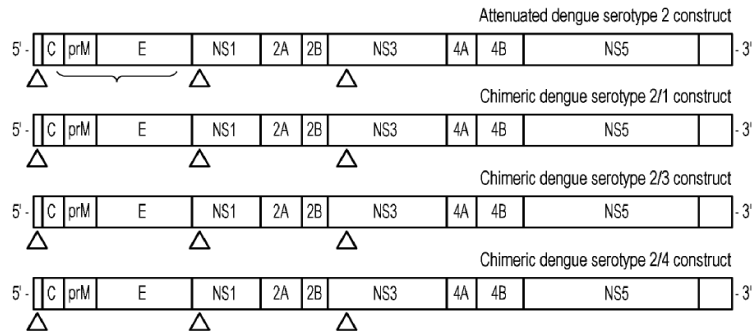 Attenuated dengue serotype 2 construct
5' - C prM E NS1 2A 2B NS3 4A 4B NS5 - 3'
Chimeric dengue serotype 2/1 construct
5' - C prM E NS1 2A 2B NS3 4A 4B NS5 - 3'
Chimeric dengue serotype 2/3 construct
5' - C prM E NS1 2A 2B NS3 4A 4B NS5 - 3'
Chimeric dengue serotype 2/4 construct
5' - C prM E NS1 2A 2B NS3 4A 4B NS5 - 3'